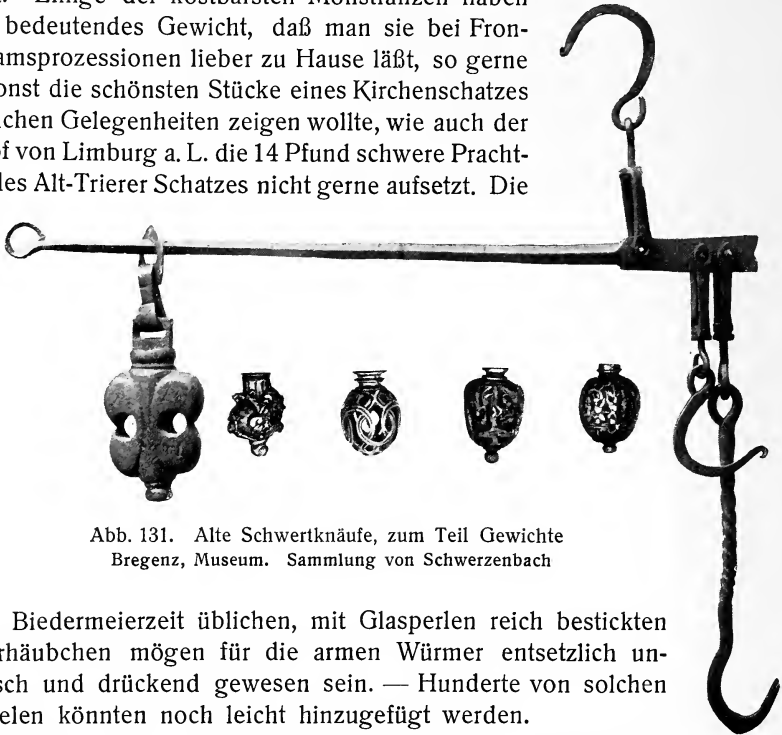 bedeutendes Gewicht, daß man sie bei Fron-
amsprozessionen lieber zu Hause läßt, so gerne
onst die schönsten Stücke eines Kirchenschatzes
ichen Gelegenheiten zeigen wollte, wie auch der
of von Limburg a. L. die 14 Pfund schwere Pracht-
des Alt-Trierer Schatzes nicht gerne aufsetzt. Die
Abb. 131. Alte Schwertknäufe, zum Teil Gewichte
Bregenz, Museum. Sammlung von Schwerzenbach
Biedermeierzeit üblichen, mit Glasperlen reich bestickten
rhäubchen mögen für die armen Würmer entsetzlich un-
sch und drückend gewesen sein. — Hunderte von solchen
elen könnten noch leicht hinzugefügt werden.